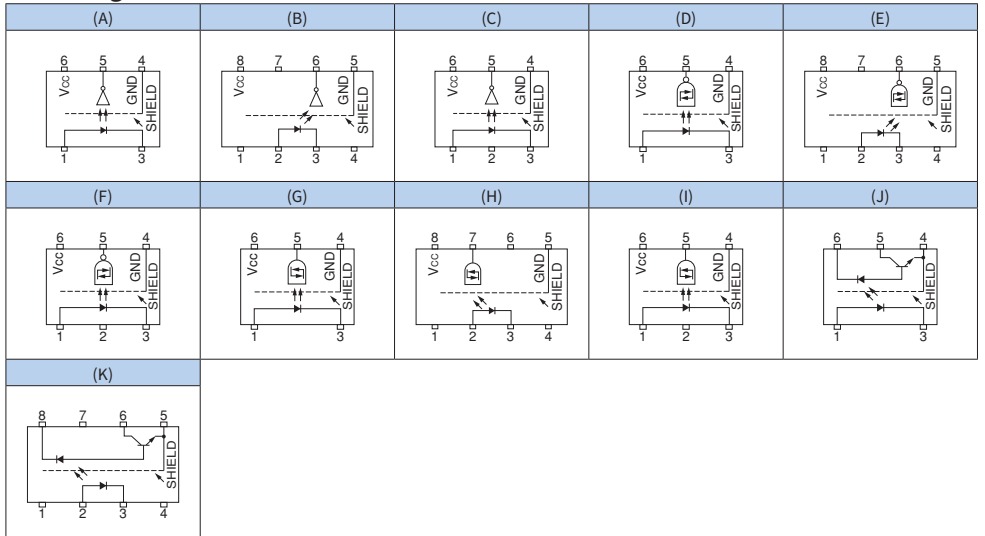 (A) (B) (C) (D) (E)
6 5 4 8 7 6 5 6 5 4 6 5 4 8 7 6 5
Vcc GND SHIELD Vcc GND SHIELD Vcc GND SHIELD Vcc GND SHIELD Vcc GND SHIELD
1 3 1 2 3 4 1 2 3 1 3 1 2 3 4
(F) (G) (H) (I) (J)
6 5 4 6 5 4 8 7 6 5 6 5 4 6 5 4
Vcc GND SHIELD Vcc GND SHIELD Vcc GND SHIELD Vcc GND SHIELD SHIELD
1 2 3 1 3 1 2 3 4 1 2 3 1 3
(K)
8 7 6 5
SHIELD
1 2 3 4